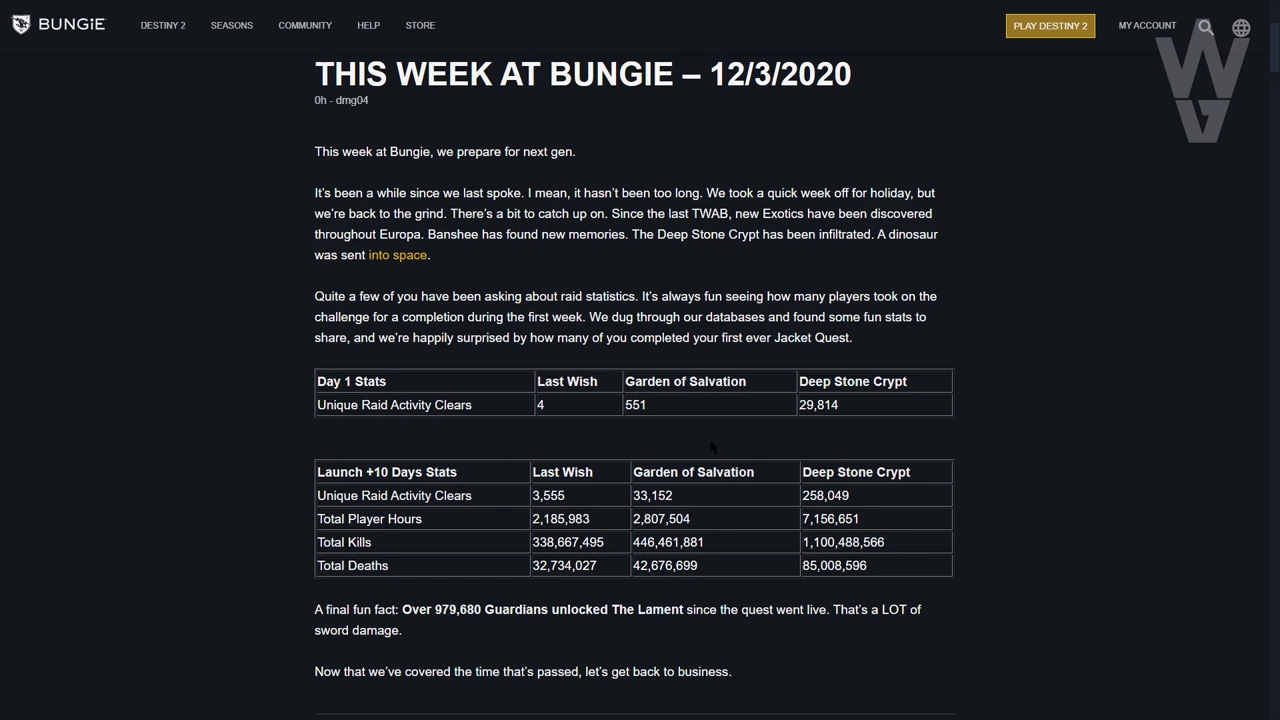 BUNGiE DESTINY 2 SEASONS COMMUNITY HELP STORE PLAY DESTINY 2 MY ACCOUNT
WG
THIS WEEK AT BUNGIE – 12/3/2020
0h - dmg04
This week at Bungie, we prepare for next gen.
It’s been a while since we last spoke. I mean, it hasn’t been too long. We took a quick week off for holiday, but
we’re back to the grind. There’s a bit to catch up on. Since the last TWAB, new Exotics have been discovered
throughout Europa. Banshee has found new memories. The Deep Stone Crypt has been infiltrated. A dinosaur
was sent into space.
Quite a few of you have been asking about raid statistics. It’s always fun seeing how many players took on the
challenge for a completion during the first week. We dug through our databases and found some fun stats to
share, and we’re happily surprised by how many of you completed your first ever Jacket Quest.
Day 1 Stats Last Wish Garden of Salvation Deep Stone Crypt
Unique Raid Activity Clears 4 551 29,814
Launch +10 Days Stats Last Wish Garden of Salvation Deep Stone Crypt
Unique Raid Activity Clears 3,555 33,152 258,049
Total Player Hours 2,185,983 2,807,504 7,156,651
Total Kills 338,667,495 446,461,881 1,100,488,566
Total Deaths 32,734,027 42,676,699 85,008,596
A final fun fact: Over 979,680 Guardians unlocked The Lament since the quest went live. That’s a LOT of
sword damage.
Now that we’ve covered the time that’s passed, let’s get back to business.